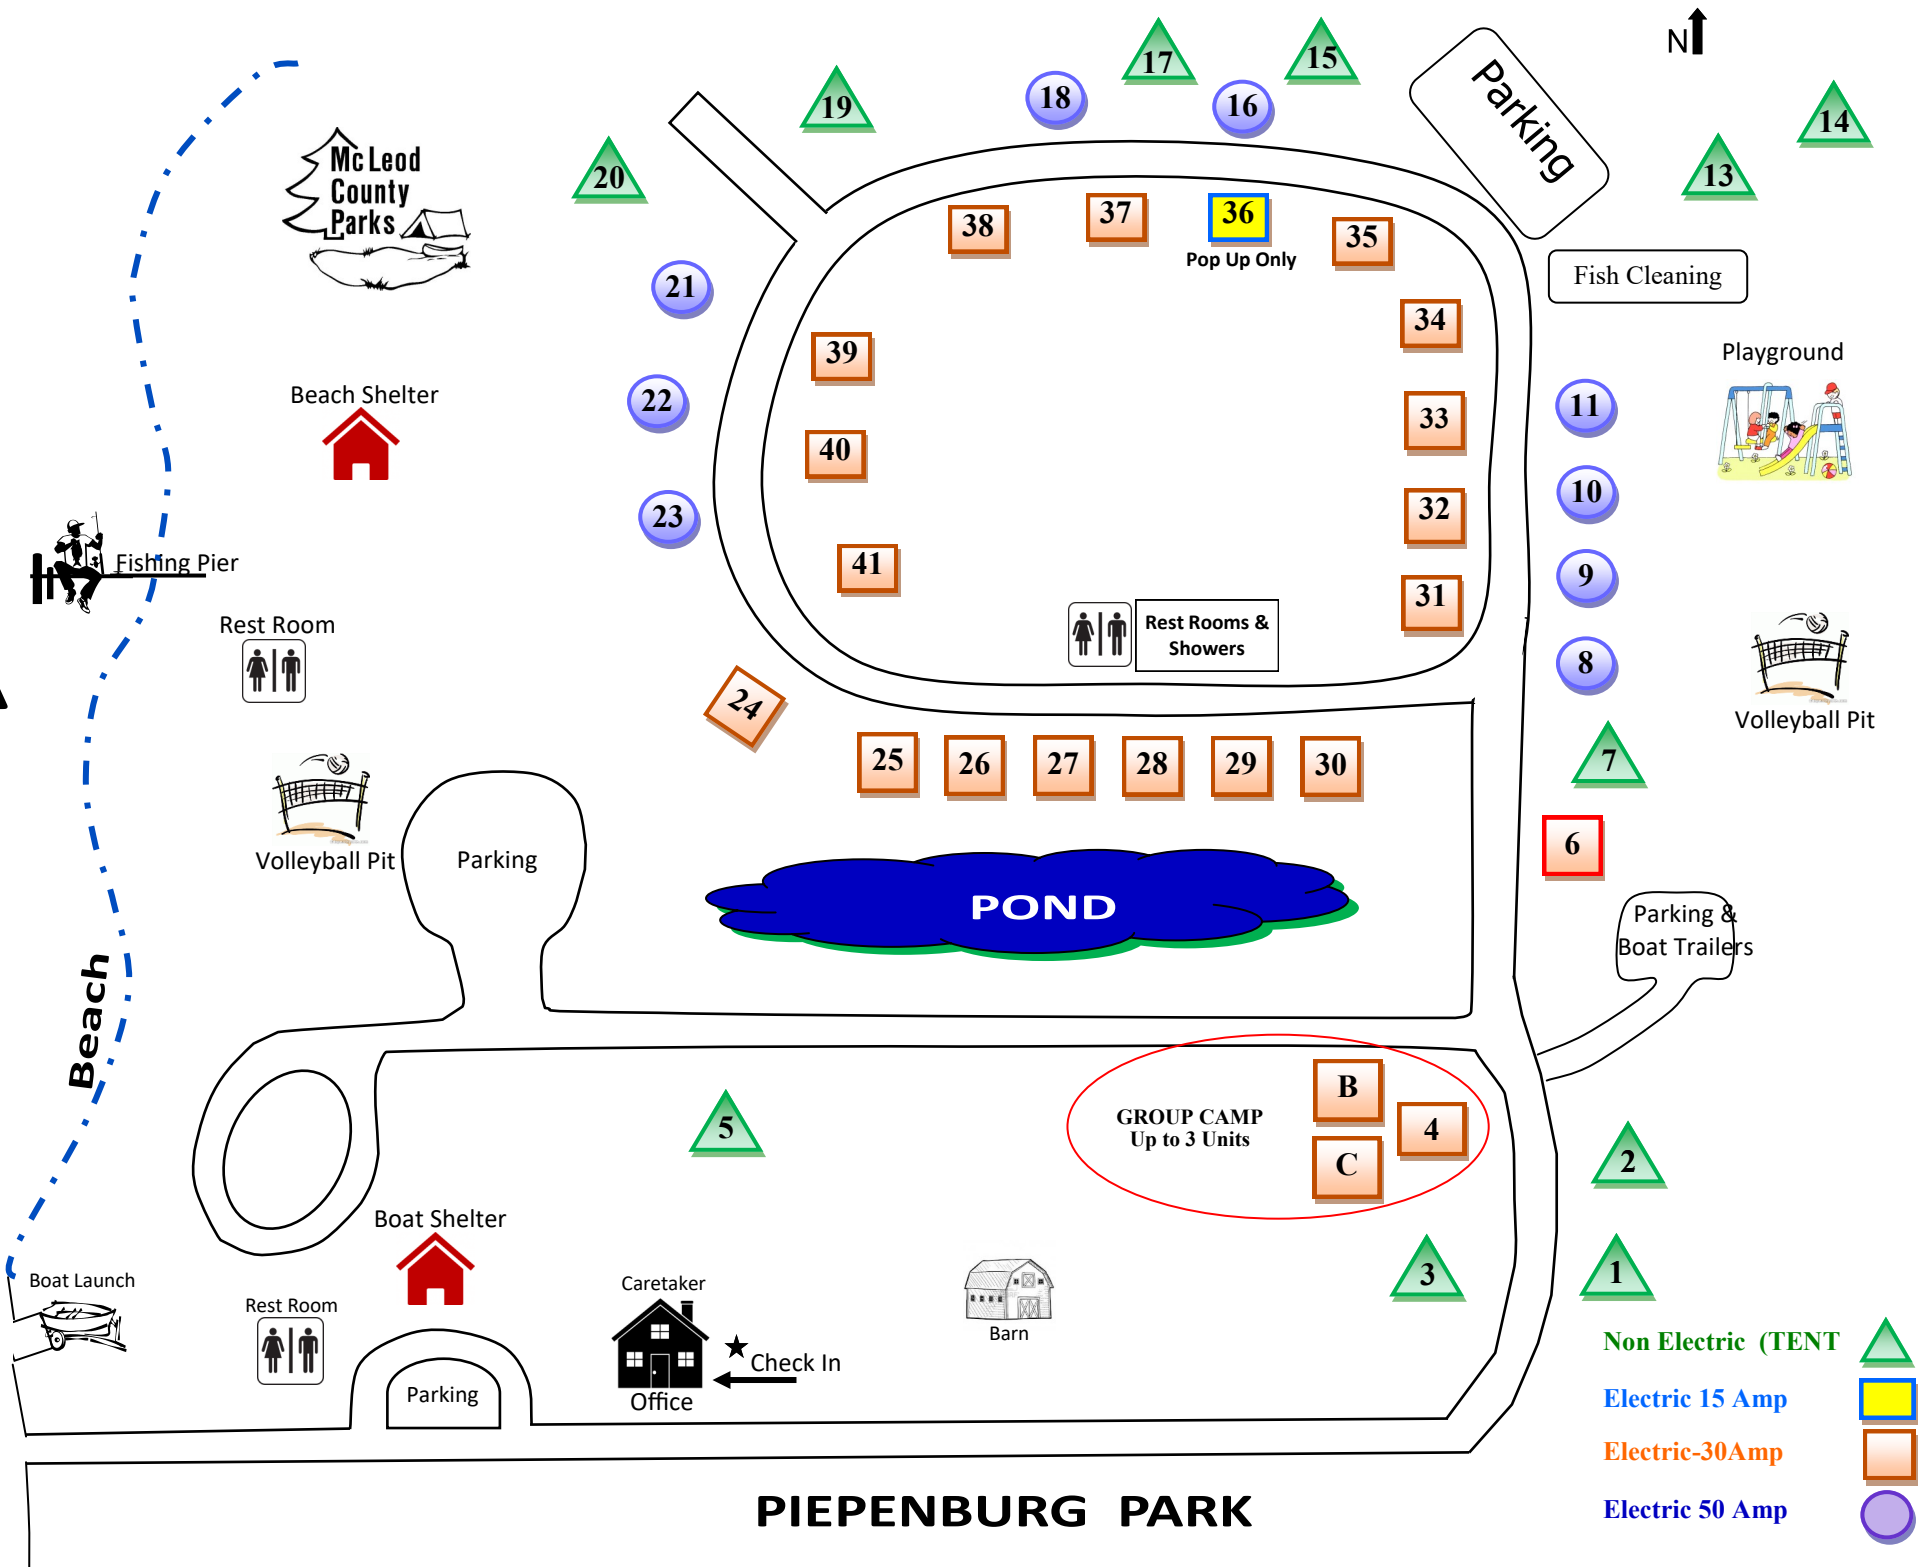 N
17
15
Parking
18
16
19
14
13
20
Mc Leod
County
Parks
38
37
36
35
Pop Up Only
Fish Cleaning
21
34
39
Playground
Beach Shelter
22
11
33
40
10
23
32
Fishing Pier
41
9
31
Rest Room
Rest Rooms &
Showers
8
24
Volleyball Pit
25
26
27
28
29
30
7
Volleyball Pit
Parking
6
POND
Parking &
Boat Trailers
Beach
B
GROUP CAMP
Up to 3 Units
4
5
C
2
Boat Shelter
3
1
Boat Launch
Caretaker
Rest Room
Barn
Check In
Parking
Office
Non Electric (TENT
Electric 15 Amp
Electric-30Amp
Electric 50 Amp
PIEPENBURG PARK